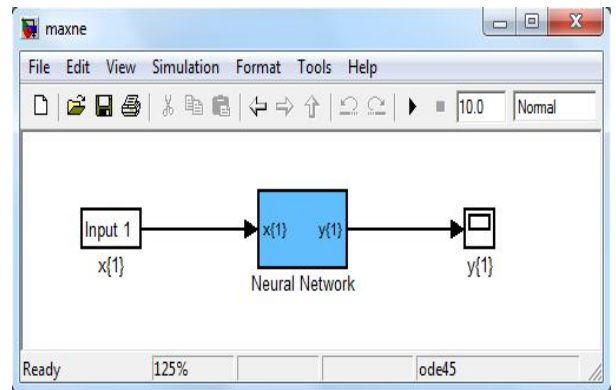 maxne
File Edit View Simulation Format Tools Help
10.0 Normal
Input 1
x{1}
x{1} y{1}
Neural Network
y{1}
Ready 125% ode45